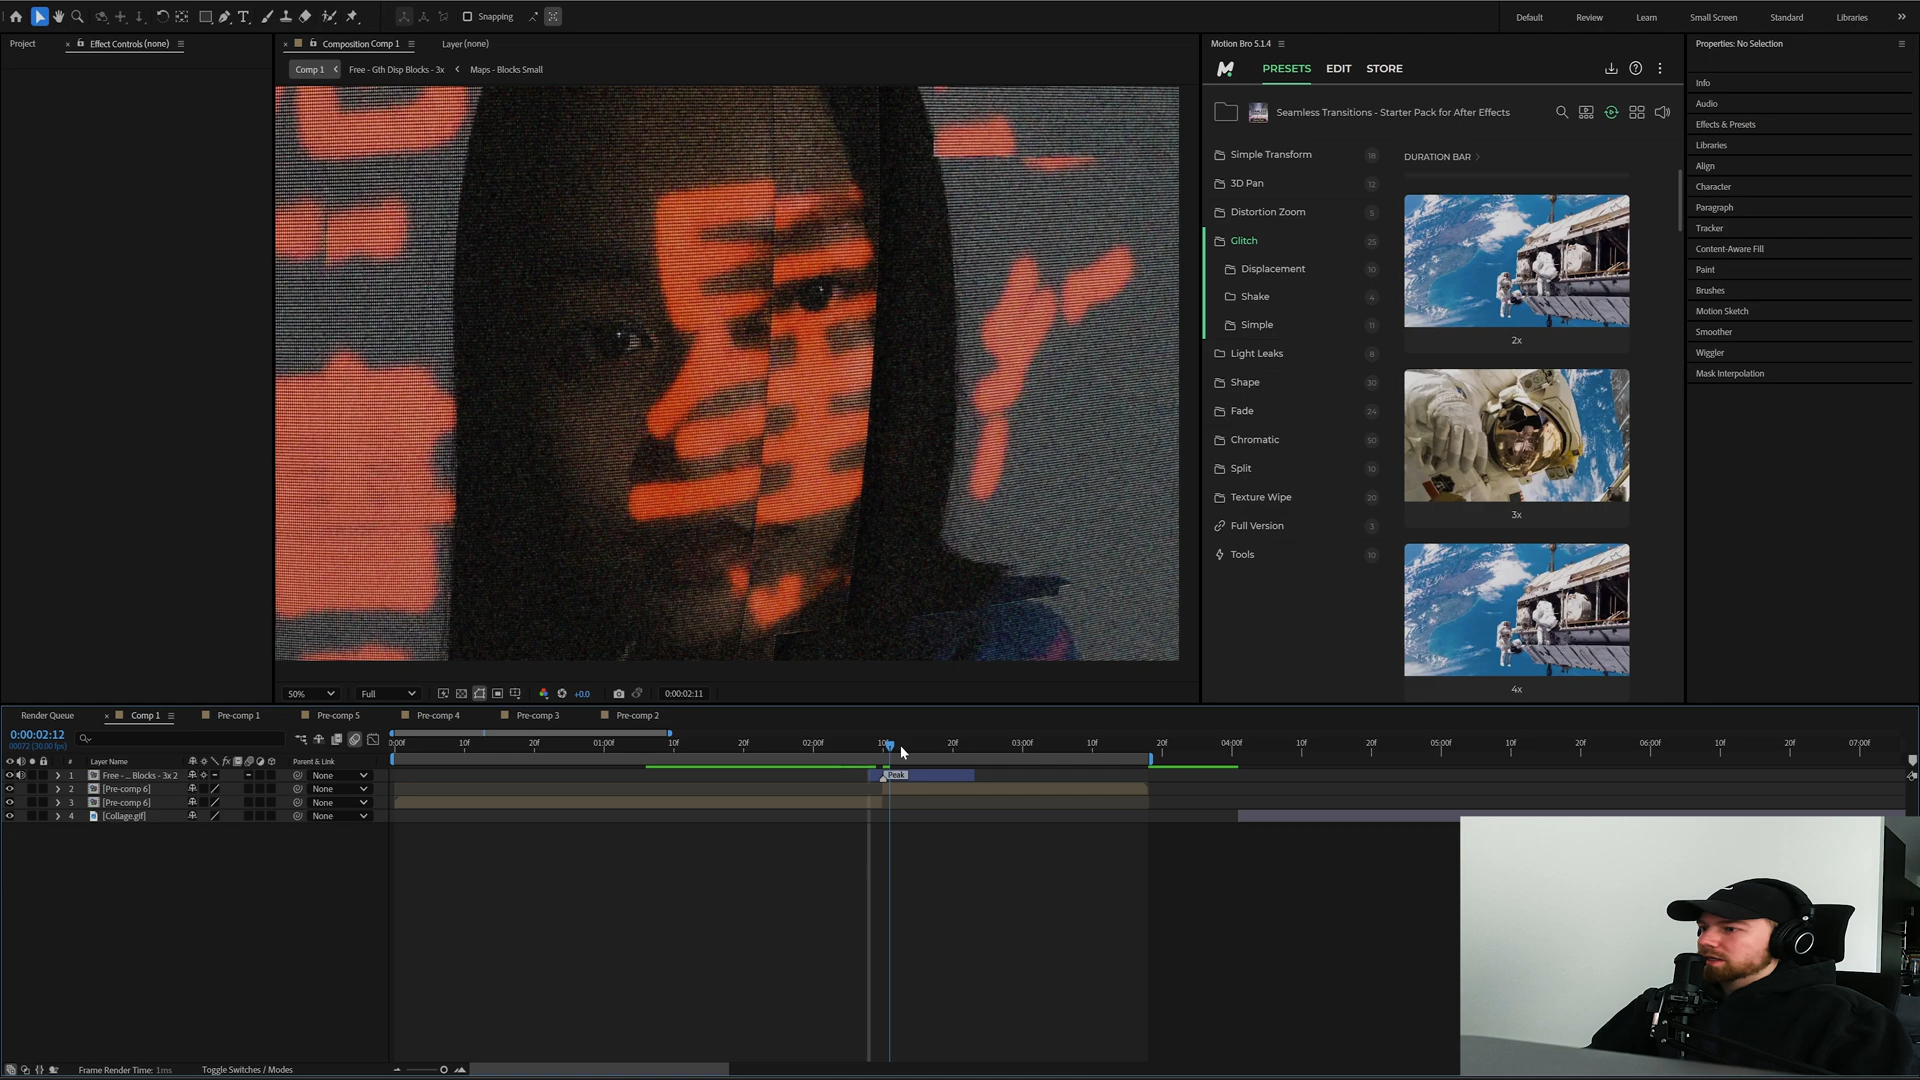 Snapping
Default
Review
Learn
Small Screen
Standard
Libraries
Project
Effect Controls (none)
Composition Comp 1
Layer (none)
Comp 1
Free - Gth Disp Blocks - 3x
Maps - Blocks Small
Motion Bro 5.1.4
PRESETS
EDIT
STORE
Seamless Transitions - Starter Pack for After Effects
Simple Transform 18
3D Pan 12
Distortion Zoom 5
Glitch 25
Displacement 10
Shake 4
Simple 11
Light Leaks 8
Shape 30
Fade 24
Chromatic 50
Split 10
Texture Wipe 20
Full Version 3
Tools 10
DURATION BAR
2x
3x
4x
Properties: No Selection
Info
Audio
Effects & Presets
Libraries
Align
Character
Paragraph
Tracker
Content-Aware Fill
Paint
Brushes
Motion Sketch
Smoother
Wiggler
Mask Interpolation
50%
Full
+0.0
0:00:02:11
Render Queue
Comp 1
Pre-comp 1
Pre-comp 5
Pre-comp 4
Pre-comp 3
Pre-comp 2
0:00:02:12
00072 (30.00 fps)
0:00f 10f 20f 01:00f 10f 20f 02:00f 10f 20f 03:00f 10f 20f 04:00f 10f 20f 05:00f 10f 20f 06:00f 10f 20f 07:00f
# Layer Name Parent & Link
1 Free - ... Blocks - 3x 2 None
Peak
2 [Pre-comp 6] None
3 [Pre-comp 6] None
4 [Collage.gif] None
Frame Render Time: 1ms
Toggle Switches / Modes